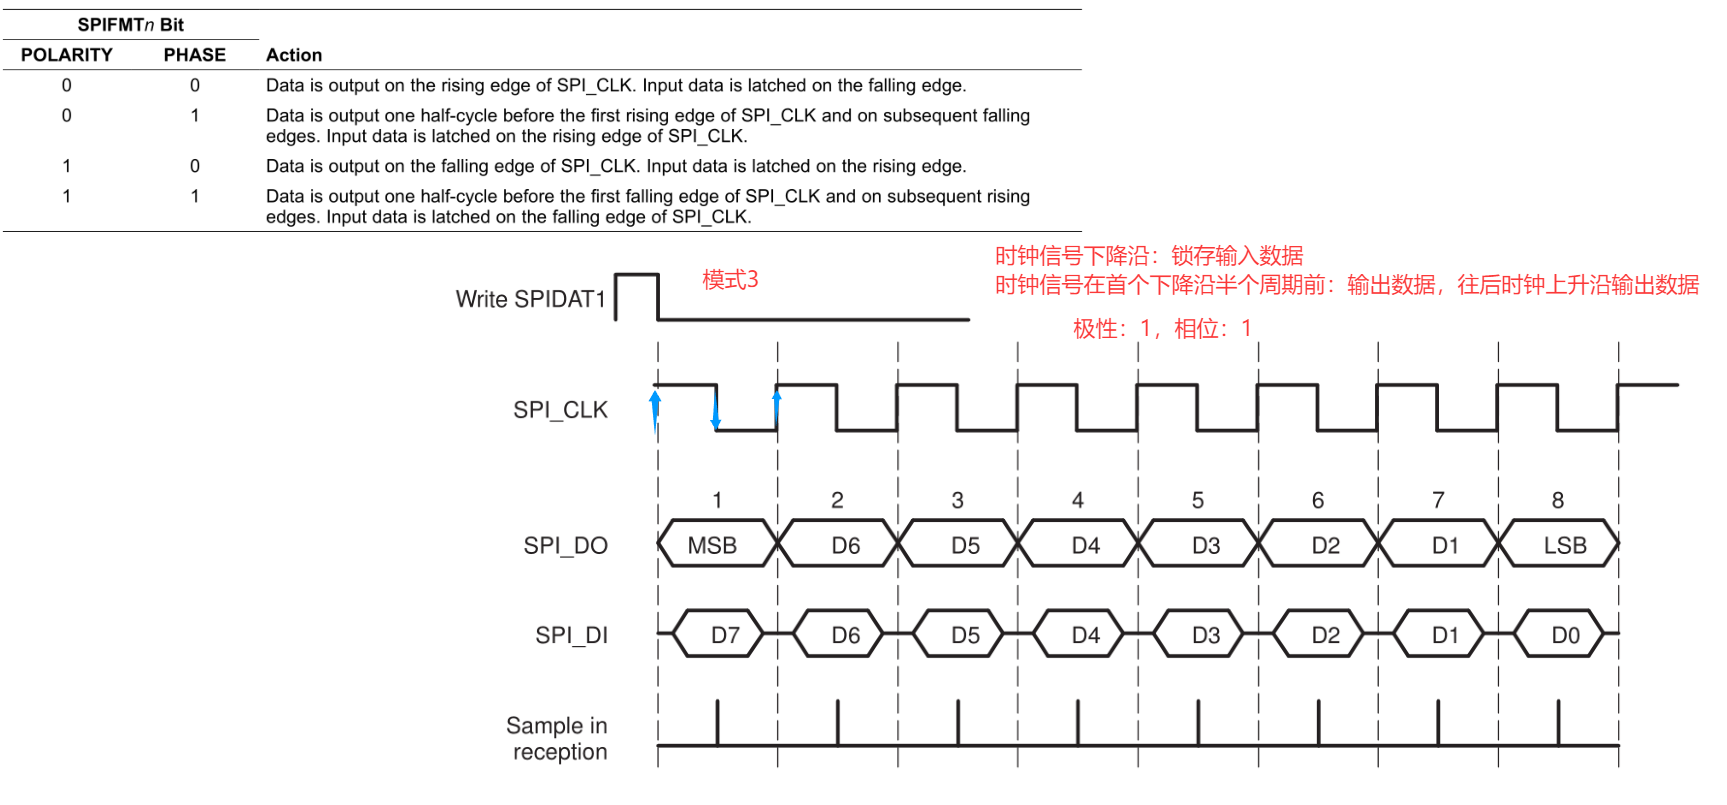 SPIFMTn Bit
POLARITY PHASE Action
0 0 Data is output on the rising edge of SPI_CLK. Input data is latched on the falling edge.
0 1 Data is output one half-cycle before the first rising edge of SPI_CLK and on subsequent falling
edges. Input data is latched on the rising edge of SPI_CLK.
1 0 Data is output on the falling edge of SPI_CLK. Input data is latched on the rising edge.
1 1 Data is output one half-cycle before the first falling edge of SPI_CLK and on subsequent rising
edges. Input data is latched on the falling edge of SPI_CLK.
时钟信号下降沿：锁存输入数据
模式3
时钟信号在首个下降沿半个周期前：输出数据，往后时钟上升沿输出数据
Write SPIDAT1
极性：1，相位：1
SPI_CLK
1 2 3 4 5 6 7 8
SPI_DO MSB D6 D5 D4 D3 D2 D1 LSB
SPI_DI D7 D6 D5 D4 D3 D2 D1 D0
Sample in
reception